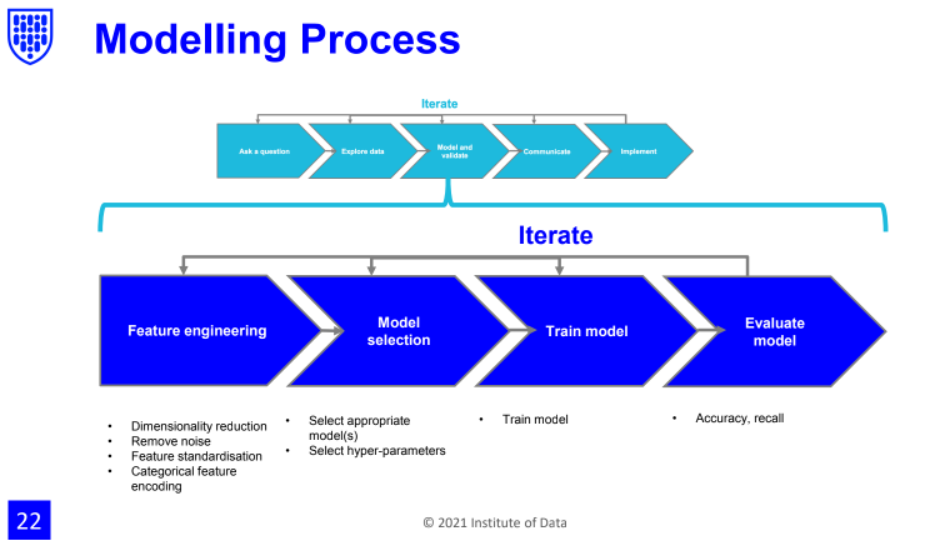 Modelling Process
Iterate
Ask a question
Explore data
Model and
validate
Communicate
Implement
Iterate
Feature engineering
Model
selection
Train model
Evaluate
model
• Dimensionality reduction
• Remove noise
• Feature standardisation
• Categorical feature
encoding
• Select appropriate
model(s)
• Select hyper-parameters
• Train model
• Accuracy, recall
22
© 2021 Institute of Data